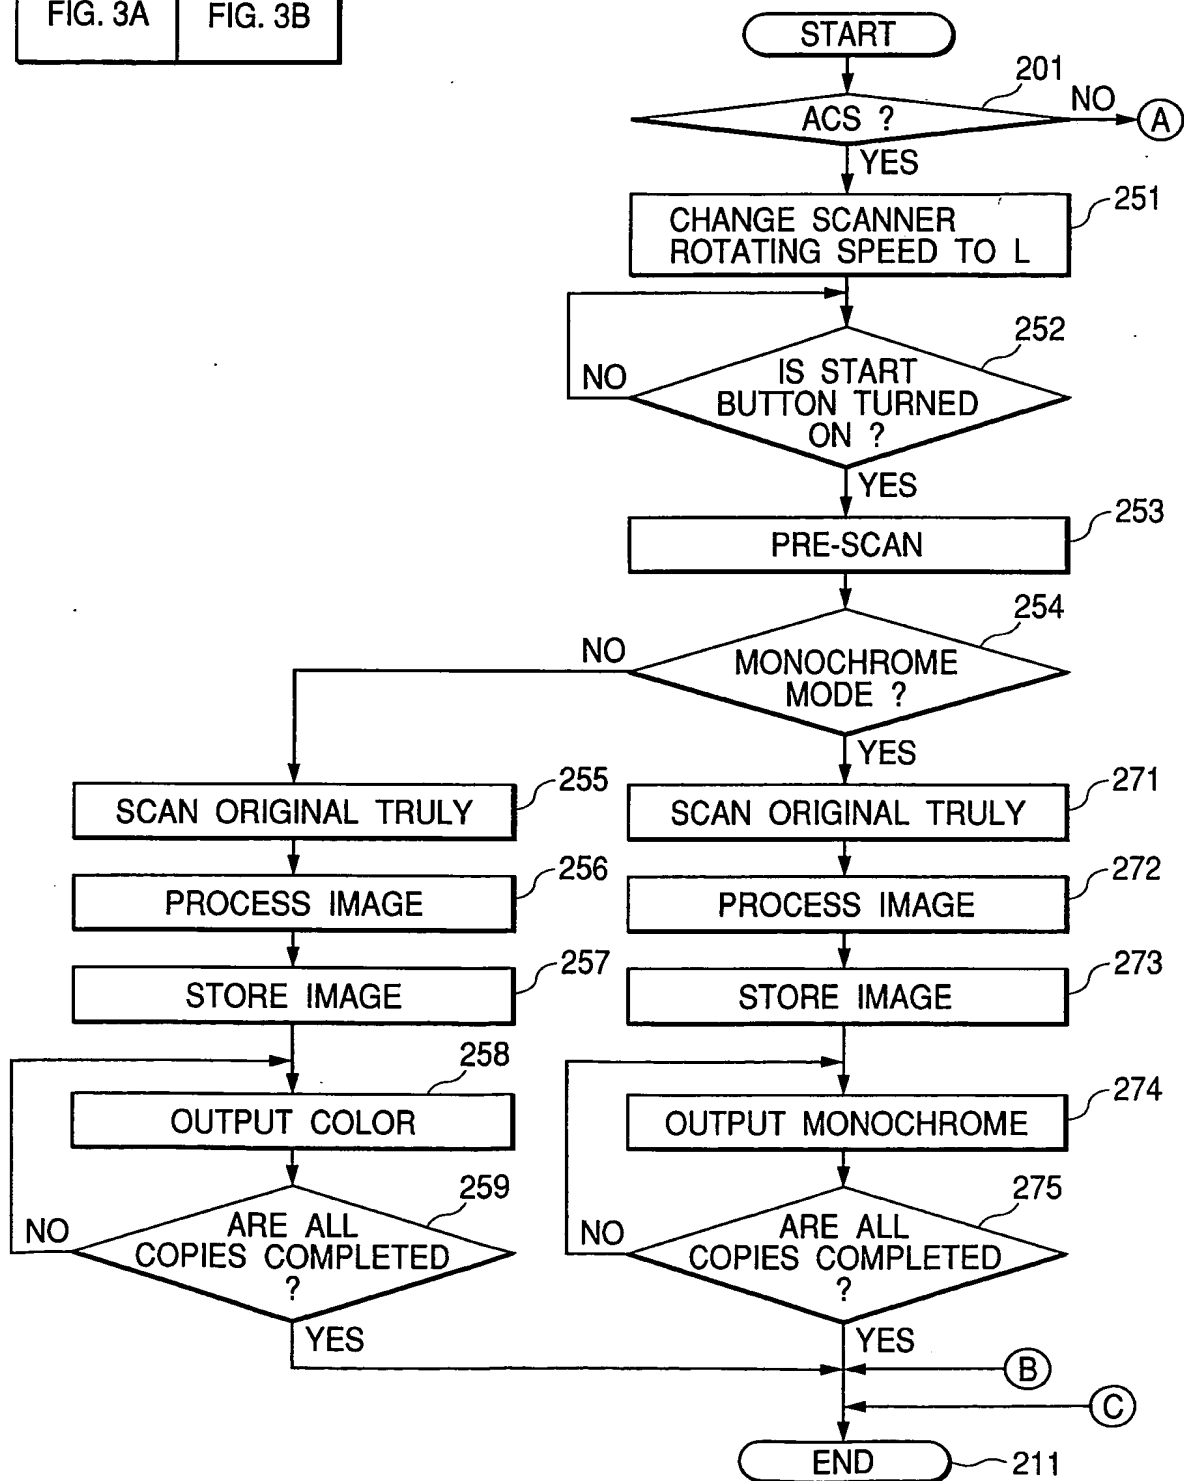 FIG. 3A
FIG. 3B
START
201
ACS ?
NO
A
YES
251
CHANGE SCANNER
ROTATING SPEED TO L
252
IS START
BUTTON TURNED
ON ?
NO
YES
253
PRE-SCAN
254
MONOCHROME
MODE ?
NO
YES
255
SCAN ORIGINAL TRULY
271
SCAN ORIGINAL TRULY
256
PROCESS IMAGE
272
PROCESS IMAGE
257
STORE IMAGE
273
STORE IMAGE
258
OUTPUT COLOR
274
OUTPUT MONOCHROME
259
ARE ALL
COPIES COMPLETED
?
NO
YES
275
ARE ALL
COPIES COMPLETED
?
NO
YES
B
C
END
211